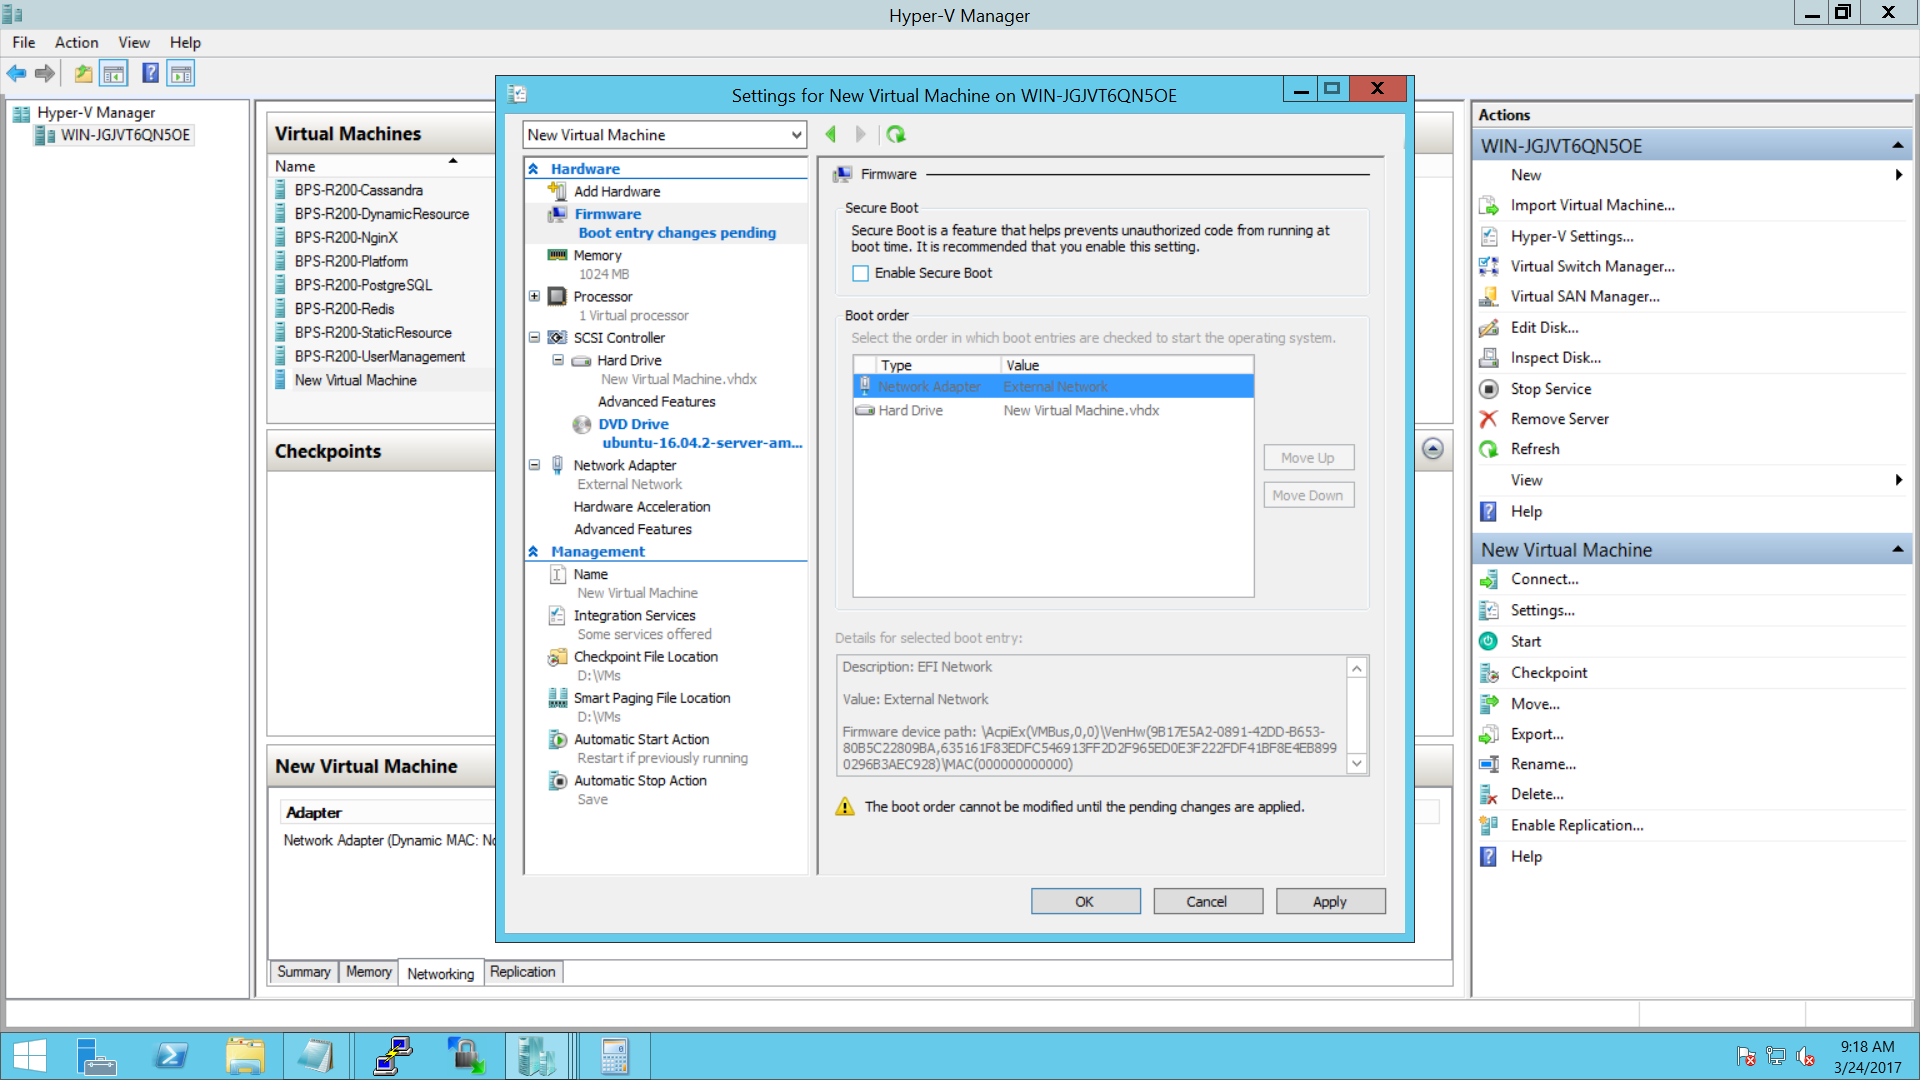 Hyper-V Manager
File Action View Help
Hyper-V Manager
WIN-JGJVT6QN5OE
Virtual Machines
Name
BPS-R200-Cassandra
BPS-R200-DynamicResource
BPS-R200-NginX
BPS-R200-Platform
BPS-R200-PostgreSQL
BPS-R200-Redis
BPS-R200-StaticResource
BPS-R200-UserManagement
New Virtual Machine
Checkpoints
New Virtual Machine
Adapter
Network Adapter (Dynamic MAC:
Summary Memory Networking Replication
Settings for New Virtual Machine on WIN-JGJVT6QN5OE
New Virtual Machine
Hardware
Add Hardware
Firmware
Boot entry changes pending
Memory
1024 MB
Processor
1 Virtual processor
SCSI Controller
Hard Drive
New Virtual Machine.vhdx
Advanced Features
DVD Drive
ubuntu-16.04.2-server-am...
Network Adapter
External Network
Hardware Acceleration
Advanced Features
Management
Name
New Virtual Machine
Integration Services
Some services offered
Checkpoint File Location
D:\VMs
Smart Paging File Location
D:\VMs
Automatic Start Action
Restart if previously running
Automatic Stop Action
Save
Firmware
Secure Boot
Secure Boot is a feature that helps prevents unauthorized code from running at
boot time. It is recommended that you enable this setting.
Enable Secure Boot
Boot order
Select the order in which boot entries are checked to start the operating system.
Type Value
Network Adapter External Network
Hard Drive New Virtual Machine.vhdx
Move Up
Move Down
Details for selected boot entry:
Description: EFI Network
Value: External Network
Firmware device path: \AcpiEx(VMBus,0,0)\VenHw(9B17E5A2-0891-42DD-B653-
80B5C22809BA,635161F83EDFC546913FF2D2F965ED0E3F222FDF41BF8E4EB899
0296B3AEC928)\MAC(000000000000)
The boot order cannot be modified until the pending changes are applied.
OK Cancel Apply
Actions
WIN-JGJVT6QN5OE
New
Import Virtual Machine...
Hyper-V Settings...
Virtual Switch Manager...
Virtual SAN Manager...
Edit Disk...
Inspect Disk...
Stop Service
Remove Server
Refresh
View
Help
New Virtual Machine
Connect...
Settings...
Start
Checkpoint
Move...
Export...
Rename...
Delete...
Enable Replication...
Help
9:18 AM
3/24/2017